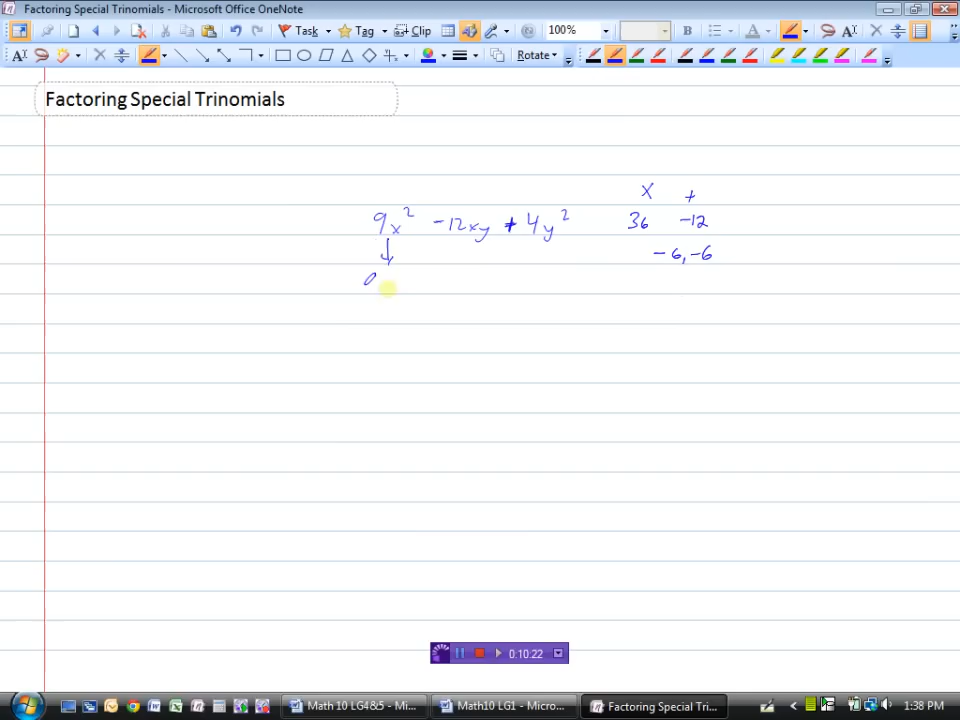 Factoring Special Trinomials - Microsoft Office OneNote
Task Tag Clip 100% B A
Rotate
Factoring Special Trinomials
x +
9x² -12xy + 4y² 36 -12
-6,-6
0:10:22
Math 10 LG4&5 - Mi... Math10 LG1 - Micro... Factoring Special Tri... 1:38 PM